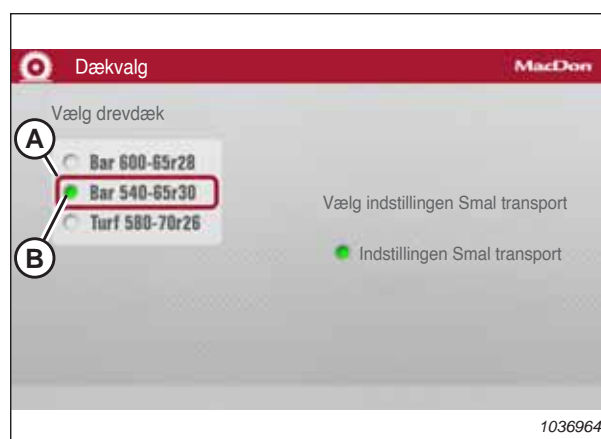 Dækvalg
MacDon
Vælg drevdæk
A
Bar 600-65r28
Bar 540-65r30
Turf 580-70r26
B
Vælg indstillingen Smal transport
Indstillingen Smal transport
1036964